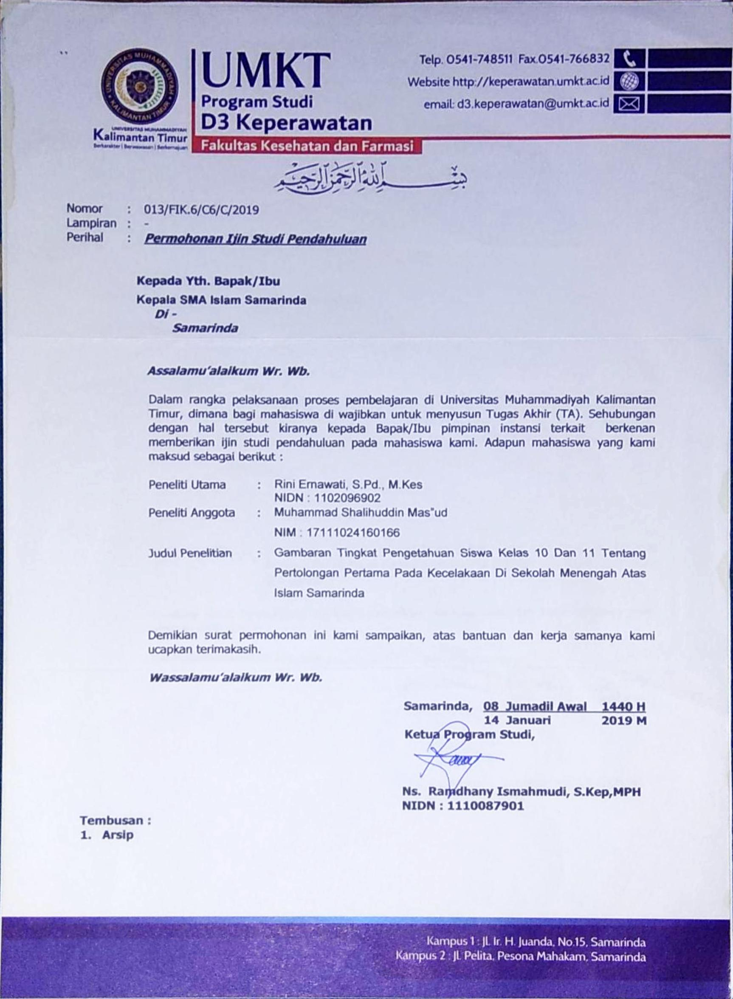 UNIVERSITAS MUHAMMADIYAH
KALIMANTAN TIMUR
UNIVERSITAS MUHAMMADIYAH
Kalimantan Timur
Berkarakter | Berwawasan | Berkemajuan
UMKT
Program Studi
D3 Keperawatan
Fakultas Kesehatan dan Farmasi
Telp. 0541-748511 Fax.0541-766832
Website http://keperawatan.umkt.ac.id
email: d3.keperawatan@umkt.ac.id
بِسْمِ اللَّهِ الرَّحْمَٰنِ الرَّحِيمِ
Nomor : 013/FIK.6/C6/C/2019
Lampiran : -
Perihal : Permohonan Ijin Studi Pendahuluan
Kepada Yth. Bapak/Ibu
Kepala SMA Islam Samarinda
Di -
Samarinda
Assalamu'alaikum Wr. Wb.
Dalam rangka pelaksanaan proses pembelajaran di Universitas Muhammadiyah Kalimantan
Timur, dimana bagi mahasiswa di wajibkan untuk menyusun Tugas Akhir (TA). Sehubungan
dengan hal tersebut kiranya kepada Bapak/Ibu pimpinan instansi terkait berkenan
memberikan ijin studi pendahuluan pada mahasiswa kami. Adapun mahasiswa yang kami
maksud sebagai berikut :
Peneliti Utama : Rini Ernawati, S.Pd., M.Kes
NIDN : 1102096902
Peneliti Anggota : Muhammad Shalihuddin Mas"ud
NIM : 17111024160166
Judul Penelitian : Gambaran Tingkat Pengetahuan Siswa Kelas 10 Dan 11 Tentang
Pertolongan Pertama Pada Kecelakaan Di Sekolah Menengah Atas
Islam Samarinda
Demikian surat permohonan ini kami sampaikan, atas bantuan dan kerja samanya kami
ucapkan terimakasih.
Wassalamu'alaikum Wr. Wb.
Samarinda, 08 Jumadil Awal 1440 H
14 Januari 2019 M
Ketua Program Studi,
Ns. Ramdhany Ismahmudi, S.Kep,MPH
NIDN : 1110087901
Tembusan :
1. Arsip
Kampus 1 : Jl. Ir. H. Juanda, No.15, Samarinda
Kampus 2 : Jl. Pelita, Pesona Mahakam, Samarinda